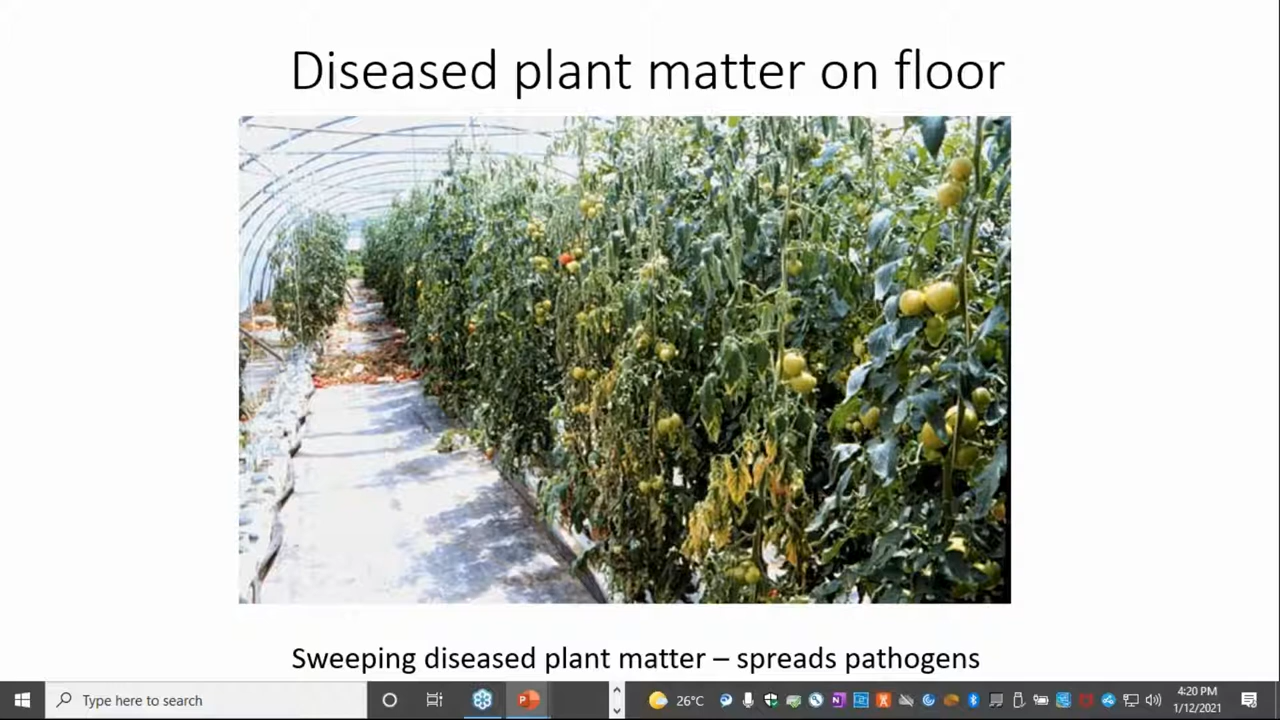 Diseased plant matter on floor
Sweeping diseased plant matter – spreads pathogens
Type here to search
26°C
4:20 PM
1/12/2021